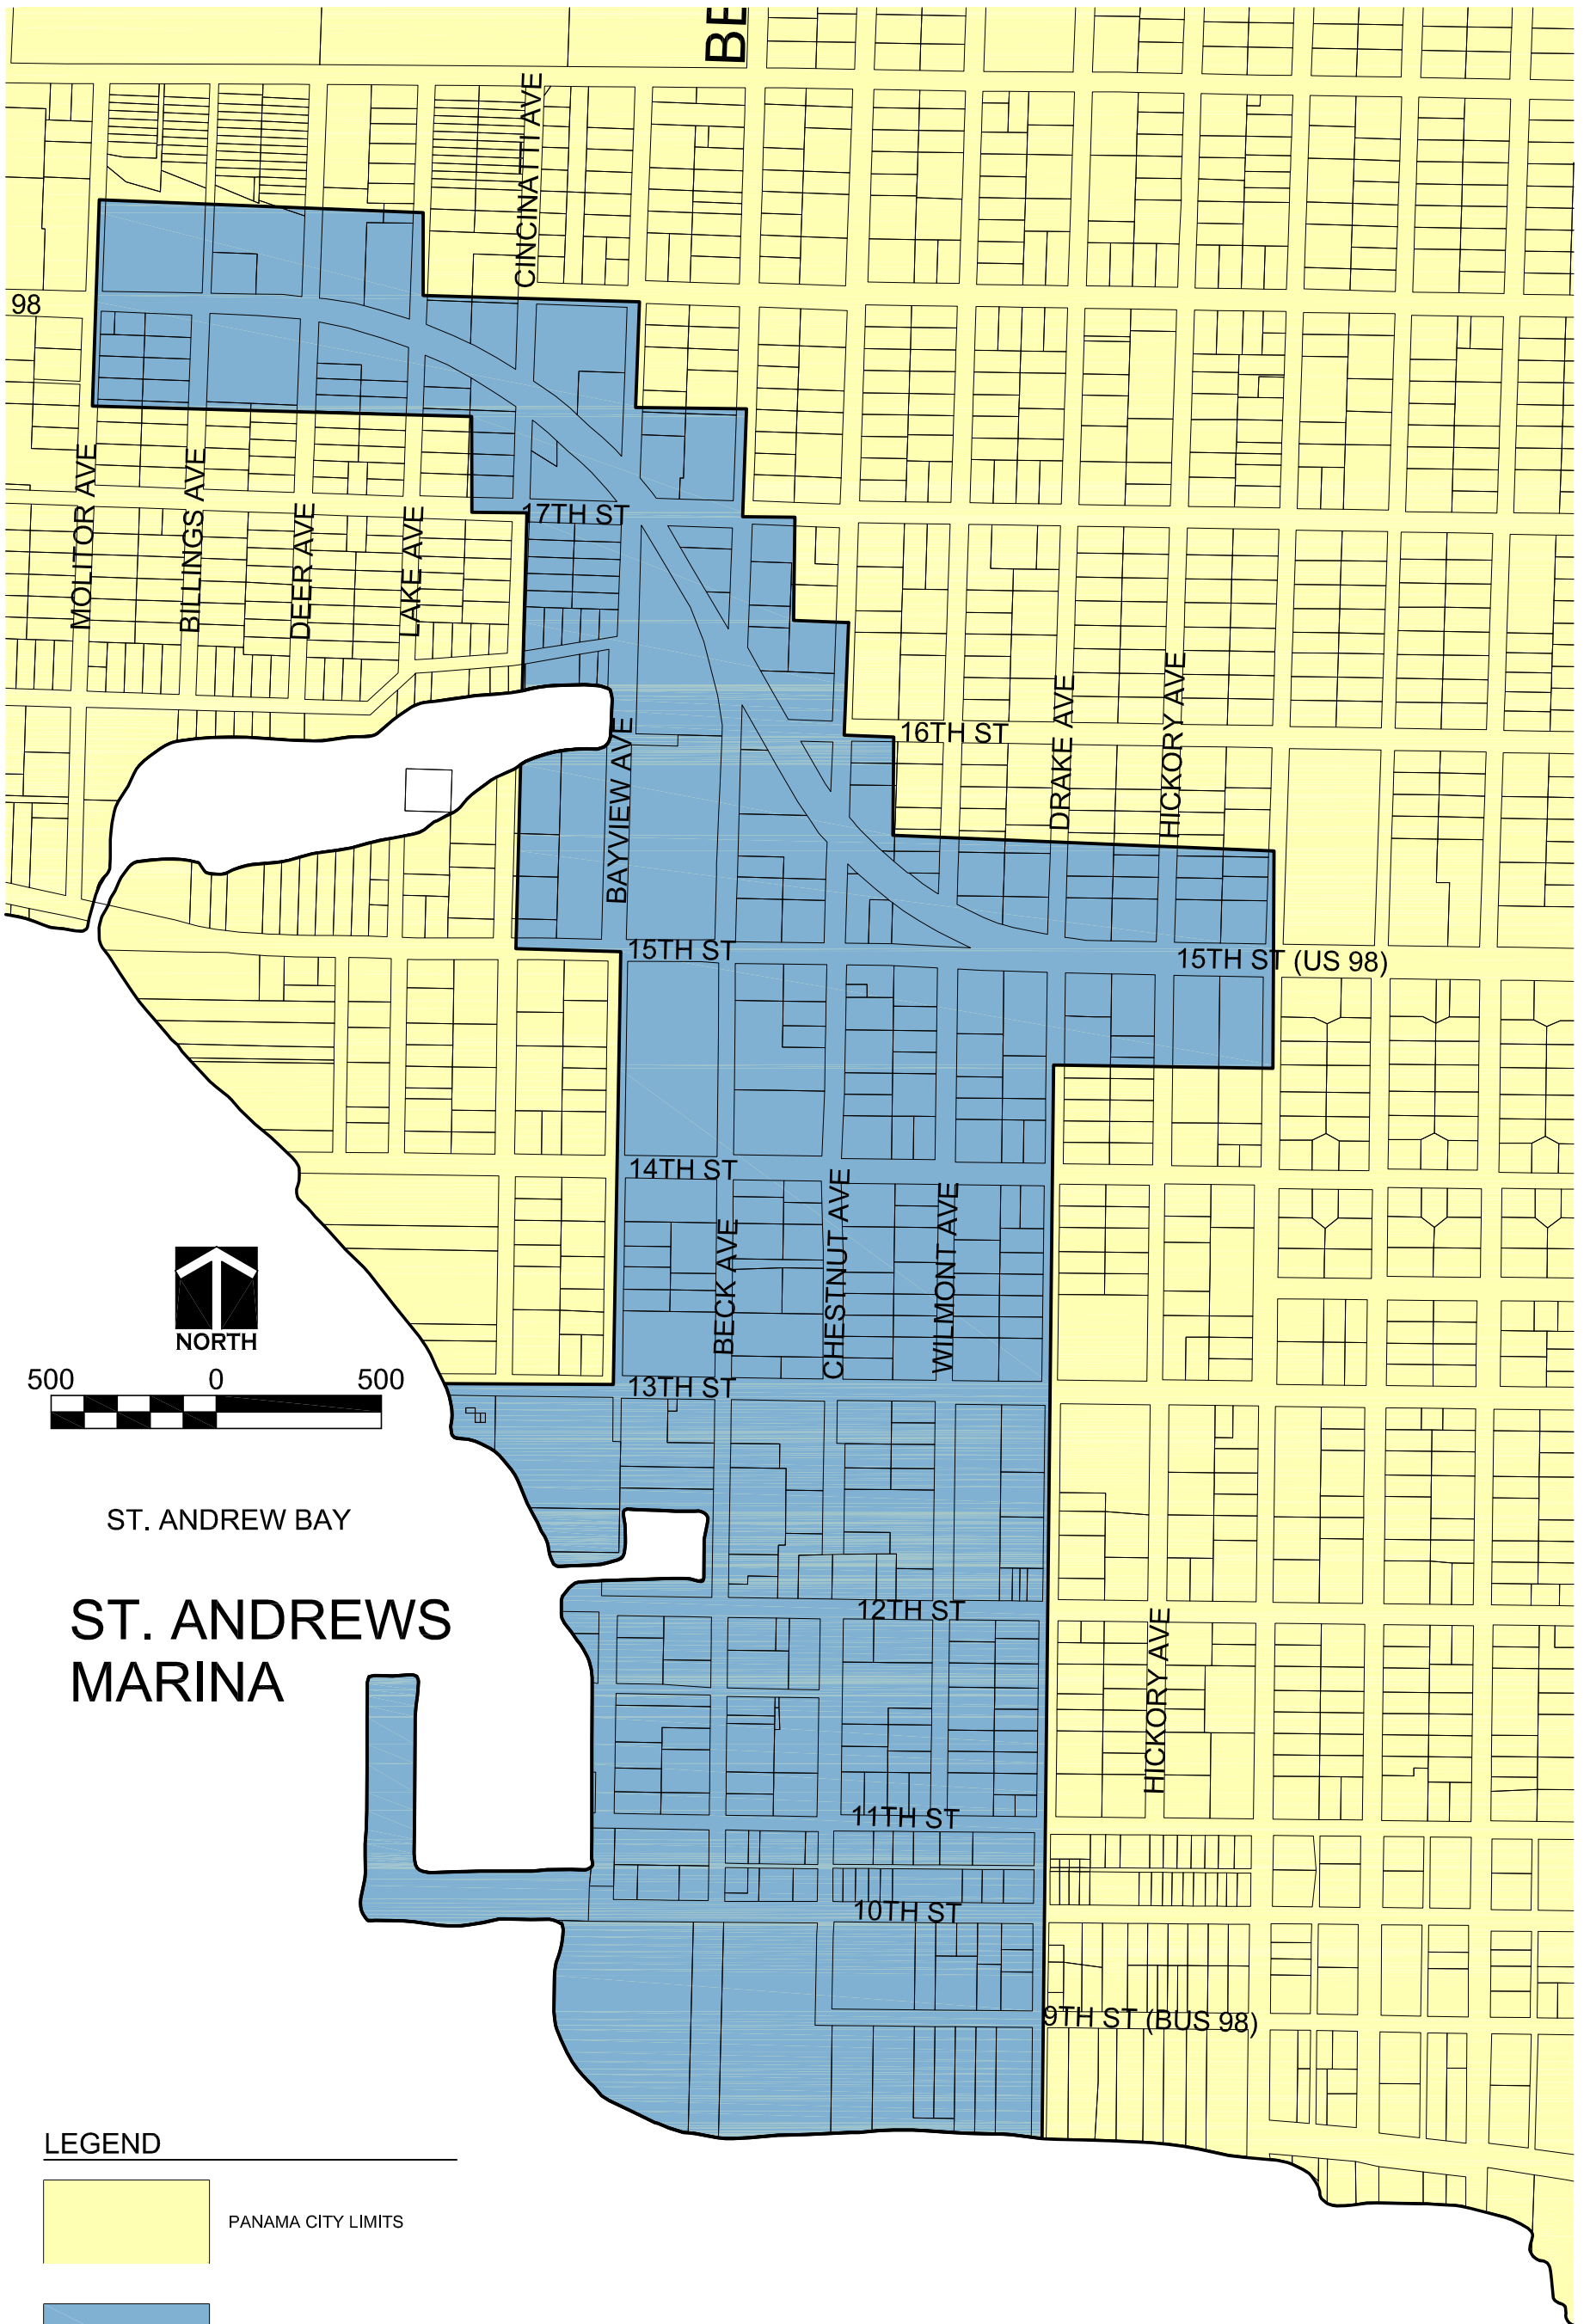 BE
CINCINATTI AVE
98
MOLITOR AVE
BILLINGS AVE
DEER AVE
LAKE AVE
17TH ST
BAYVIEW AVE
16TH ST
DRAKE AVE
HICKORY AVE
15TH ST
15TH ST (US 98)
14TH ST
BECK AVE
CHESTNUT AVE
WILMONT AVE
NORTH
500 0 500
13TH ST
ST. ANDREW BAY
ST. ANDREWS
MARINA
12TH ST
HICKORY AVE
11TH ST
10TH ST
9TH ST (BUS 98)
LEGEND
PANAMA CITY LIMITS